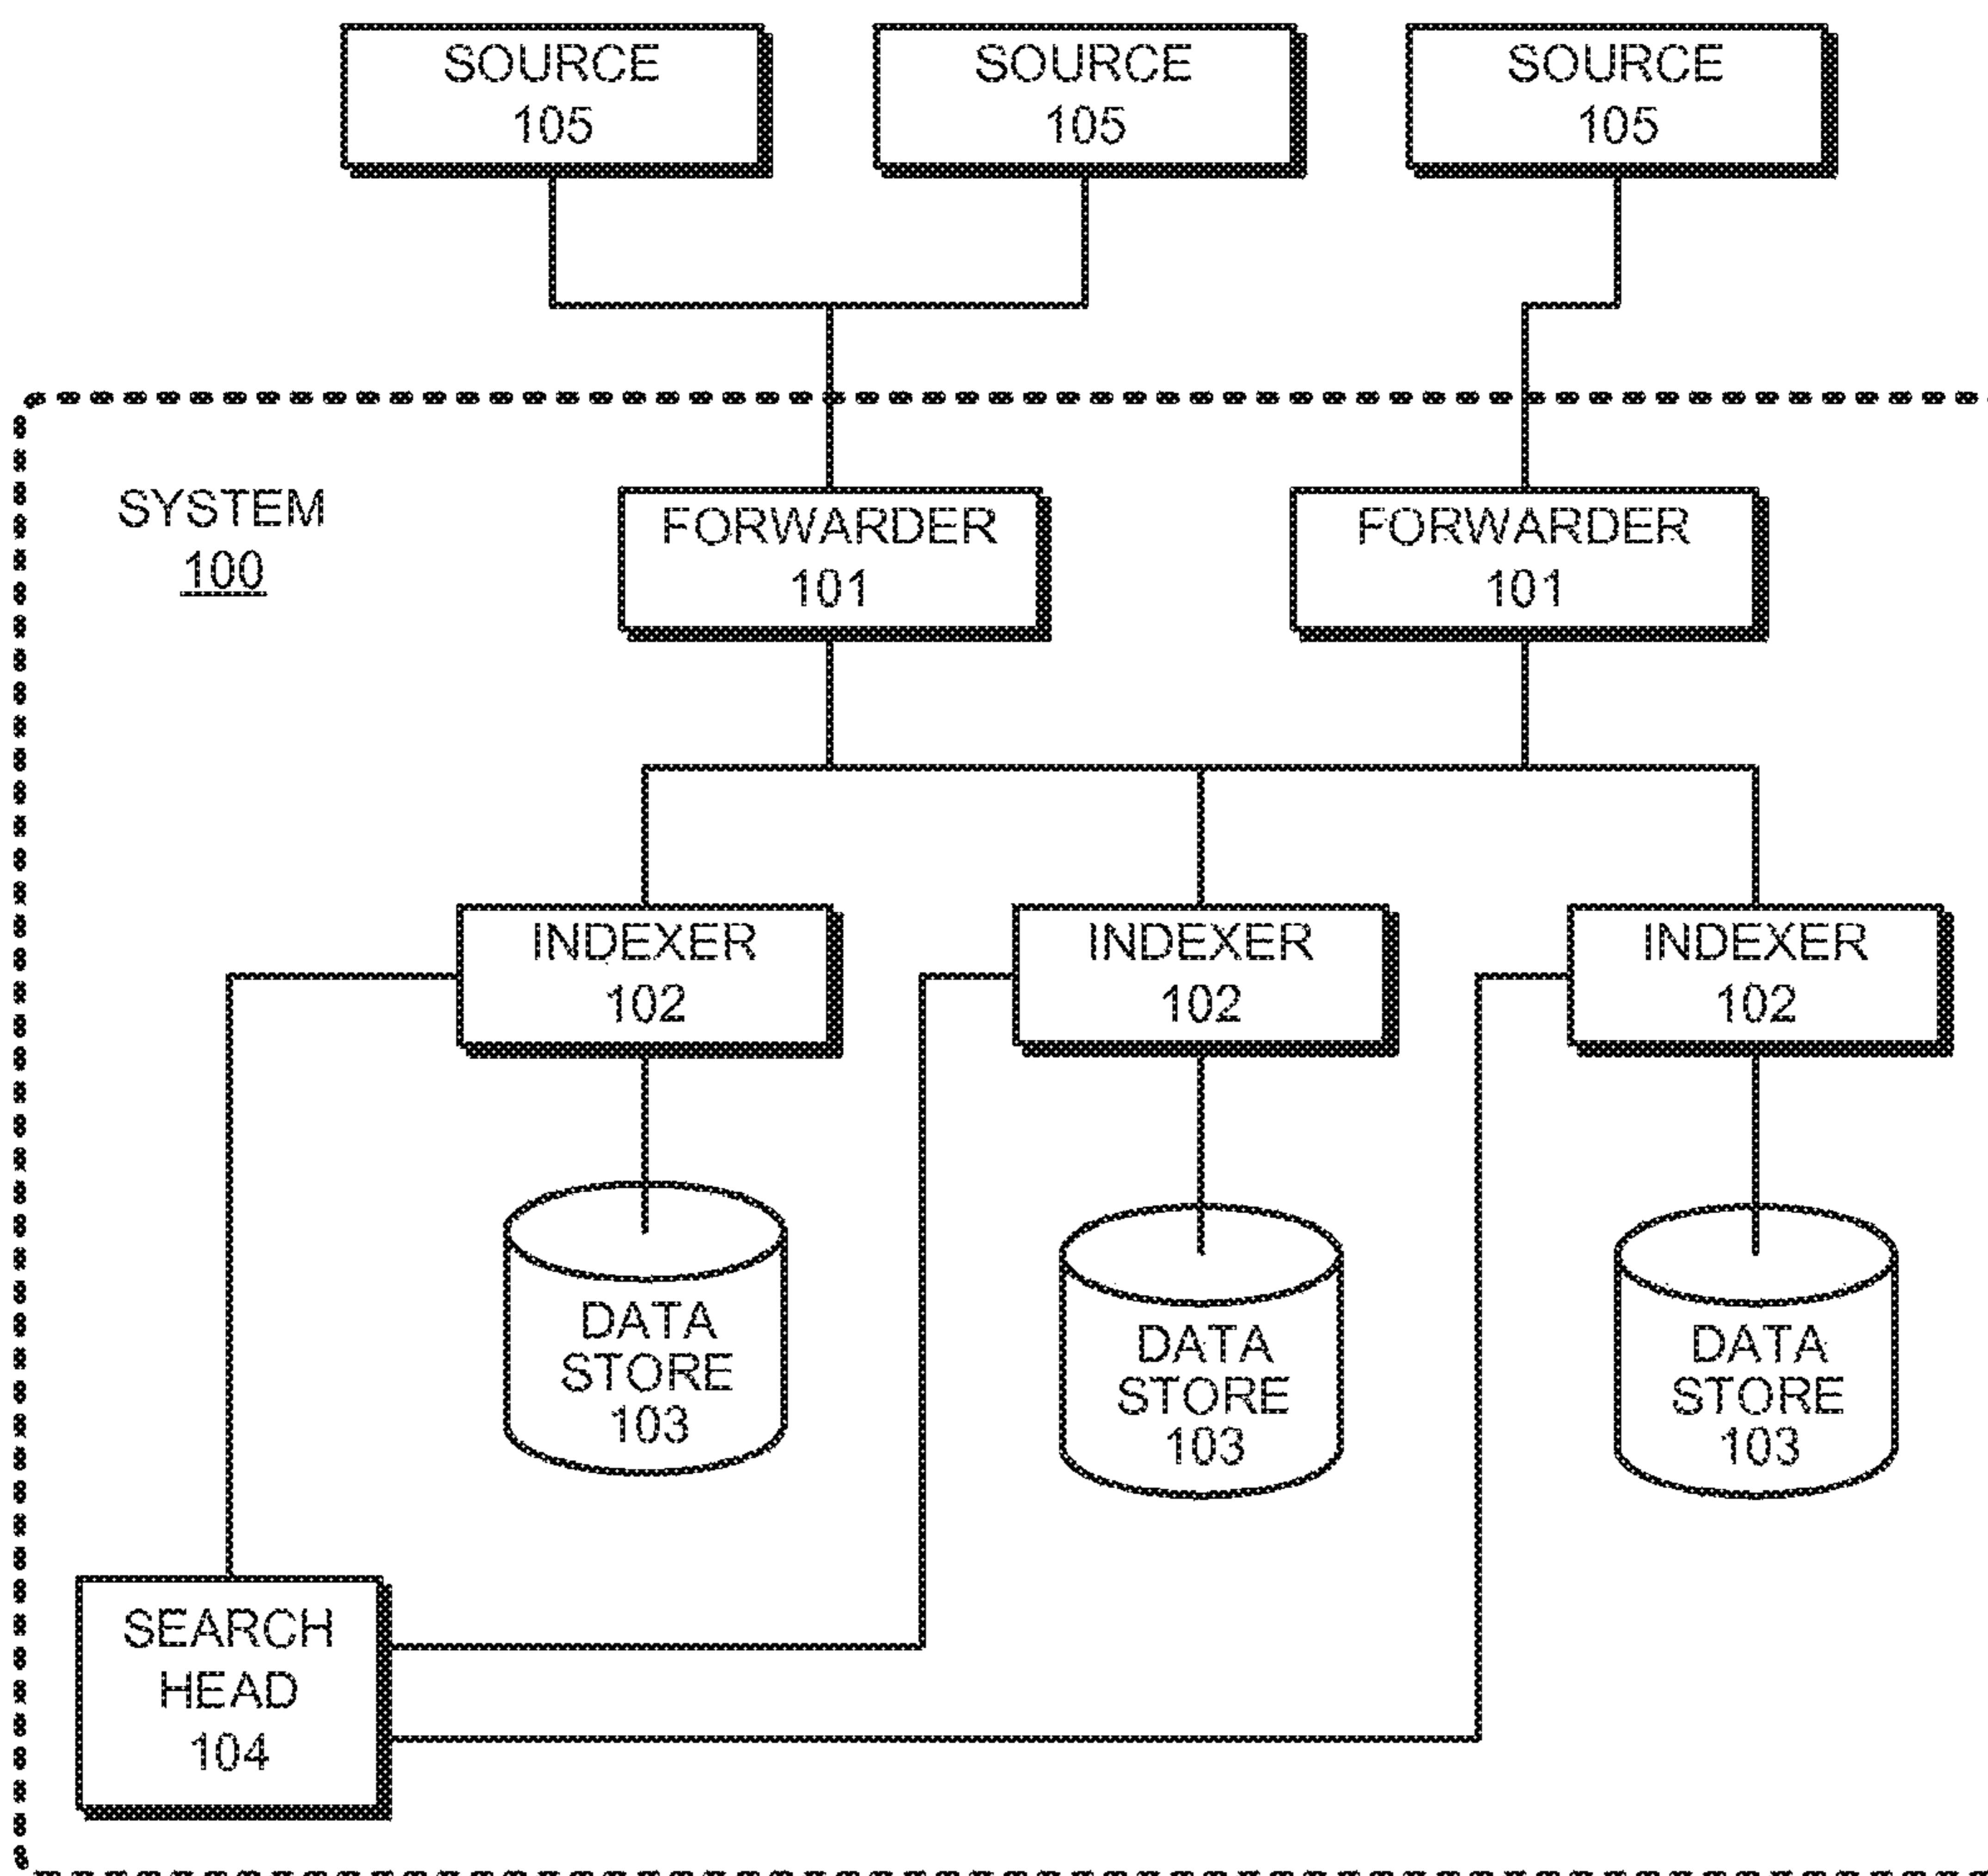 SOURCE
105
SOURCE
105
SOURCE
105
SYSTEM
100
FORWARDER
101
FORWARDER
101
INDEXER
102
INDEXER
102
INDEXER
102
DATA
STORE
103
DATA
STORE
103
DATA
STORE
103
SEARCH
HEAD
104